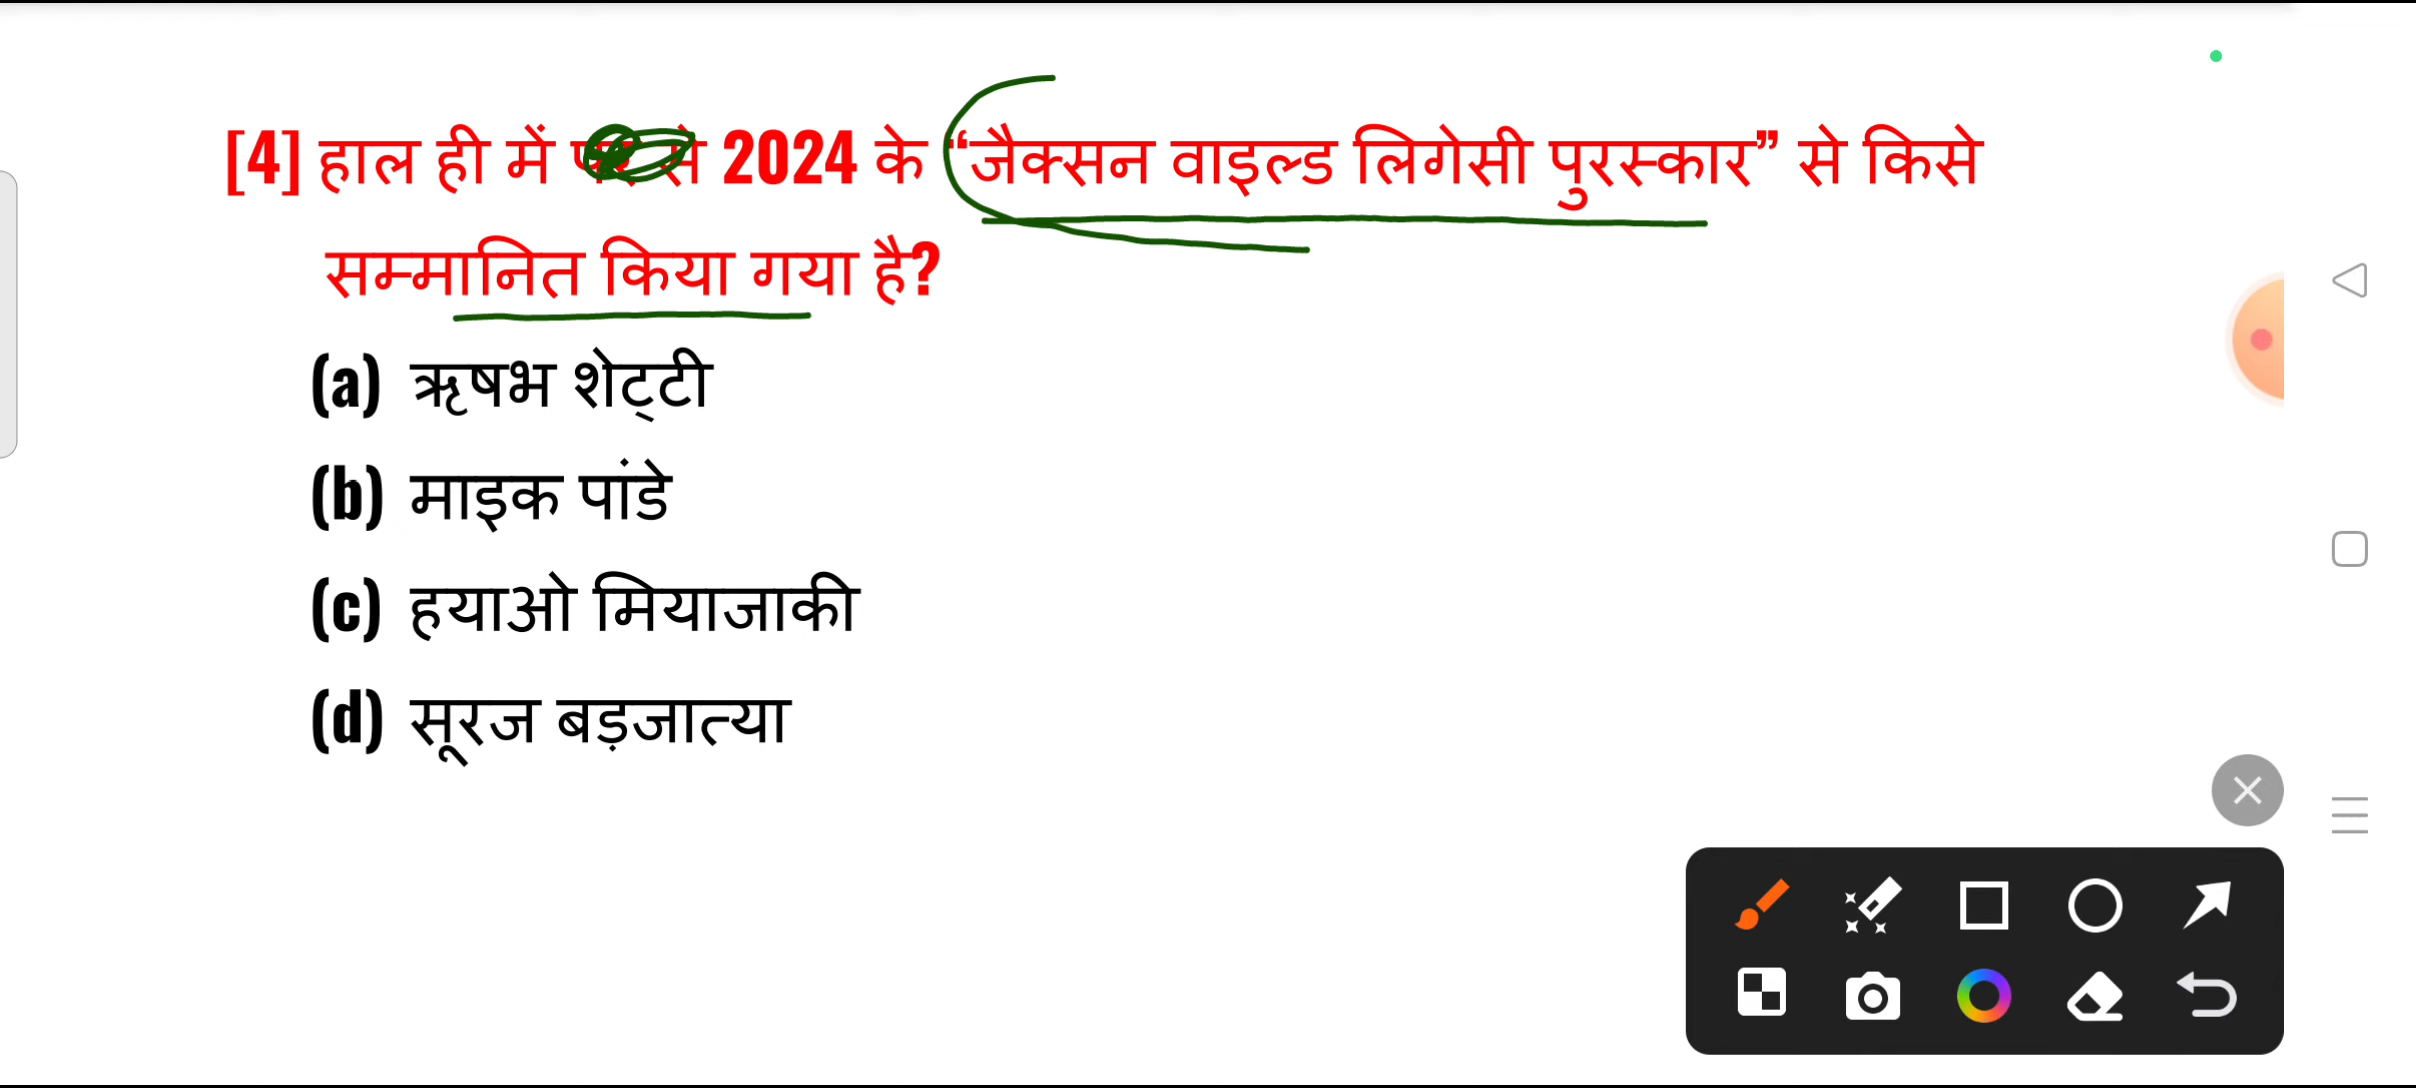 [4] हाल ही में से 2024 के “जैक्सन वाइल्ड लिगेसी पुरस्कार” से किसे
सम्मानित किया गया है?
(a) ऋषभ शेट्टी
(b) माइक पांडे
(c) हयाओ मियाजाकी
(d) सूरज बड़जात्या